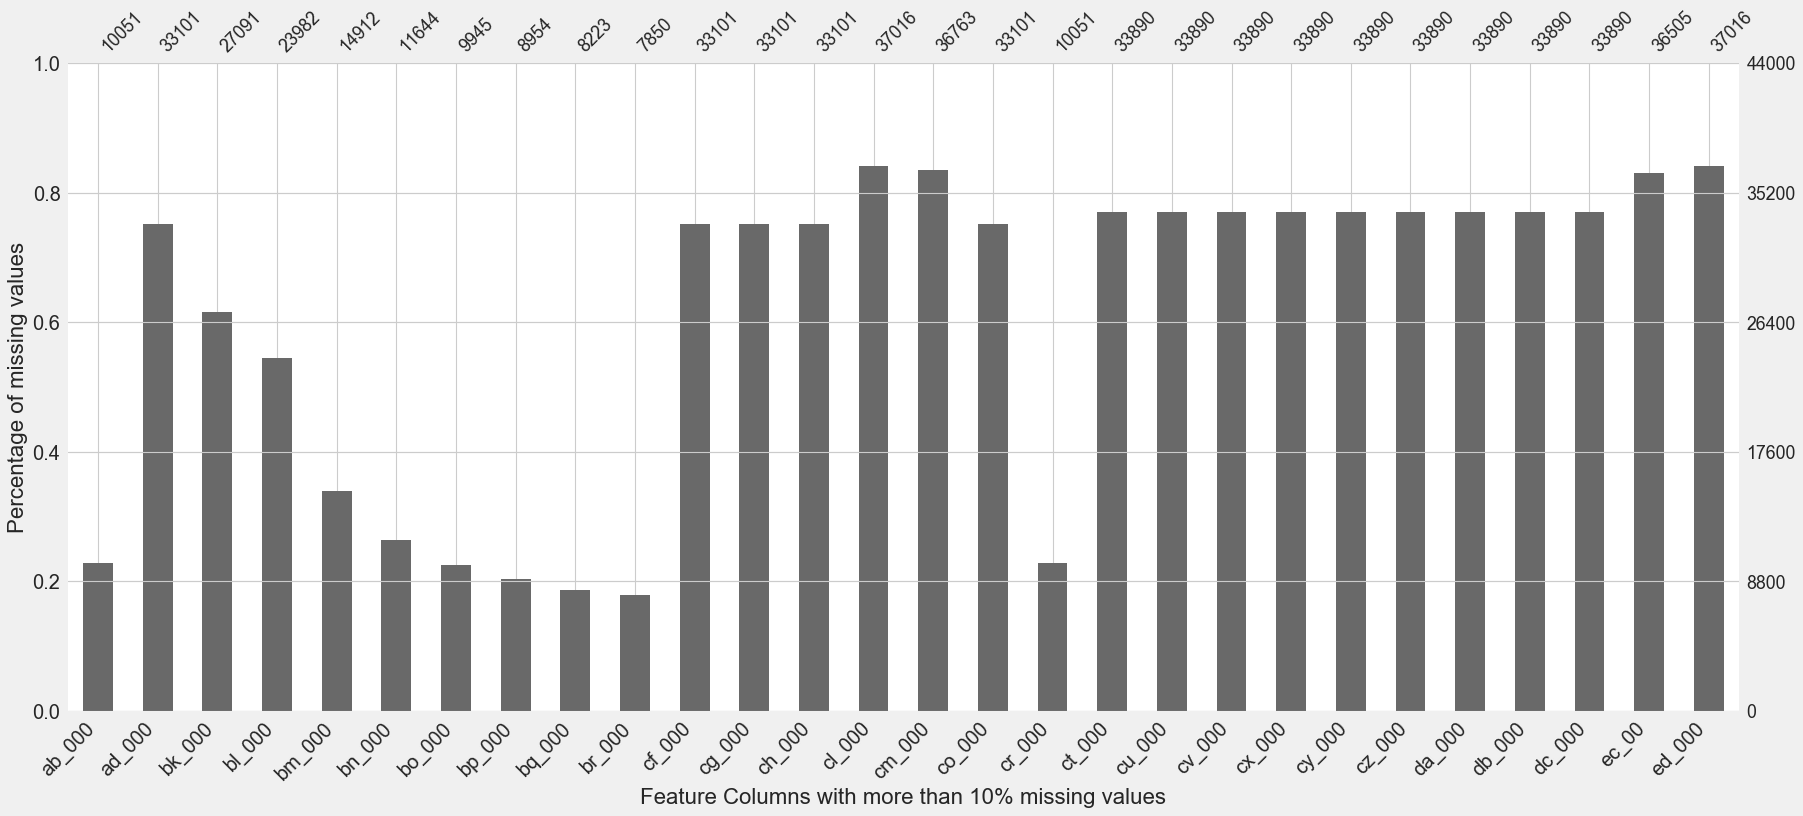 10051 33101 27091 23982 14912 11644 9945 8954 8223 7850 33101 33101 33101 37016 36763 33101 10051 33890 33890 33890 33890 33890 33890 33890 33890 33890 36505 37016
1.0 44000
0.8 35200
0.6 26400
0.4 17600
0.2 8800
0.0 0
Percentage of missing values
ab_000 ad_000 bk_000 bl_000 bm_000 bn_000 bo_000 bp_000 bq_000 br_000 cf_000 cg_000 ch_000 cl_000 cm_000 co_000 cr_000 ct_000 cu_000 cv_000 cx_000 cy_000 cz_000 da_000 db_000 dc_000 ec_00 ed_000
Feature Columns with more than 10% missing values